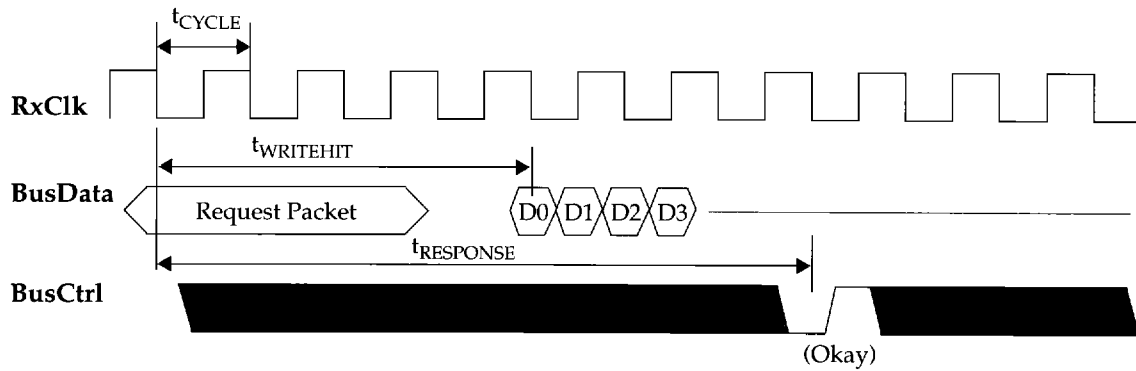 tCYCLE
RxClk
tWRITEHIT
BusData
Request Packet
D0 D1 D2 D3
tRESPONSE
BusCtrl
(Okay)